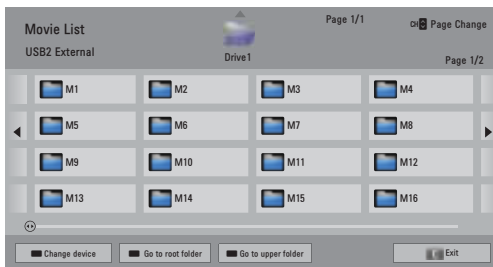 Movie List
Page 1/1
CH Page Change
USB2 External
Drive1
Page 1/2
M1 M2 M3 M4
M5 M6 M7 M8
M9 M10 M11 M12
M13 M14 M15 M16
Change device Go to root folder Go to upper folder Exit